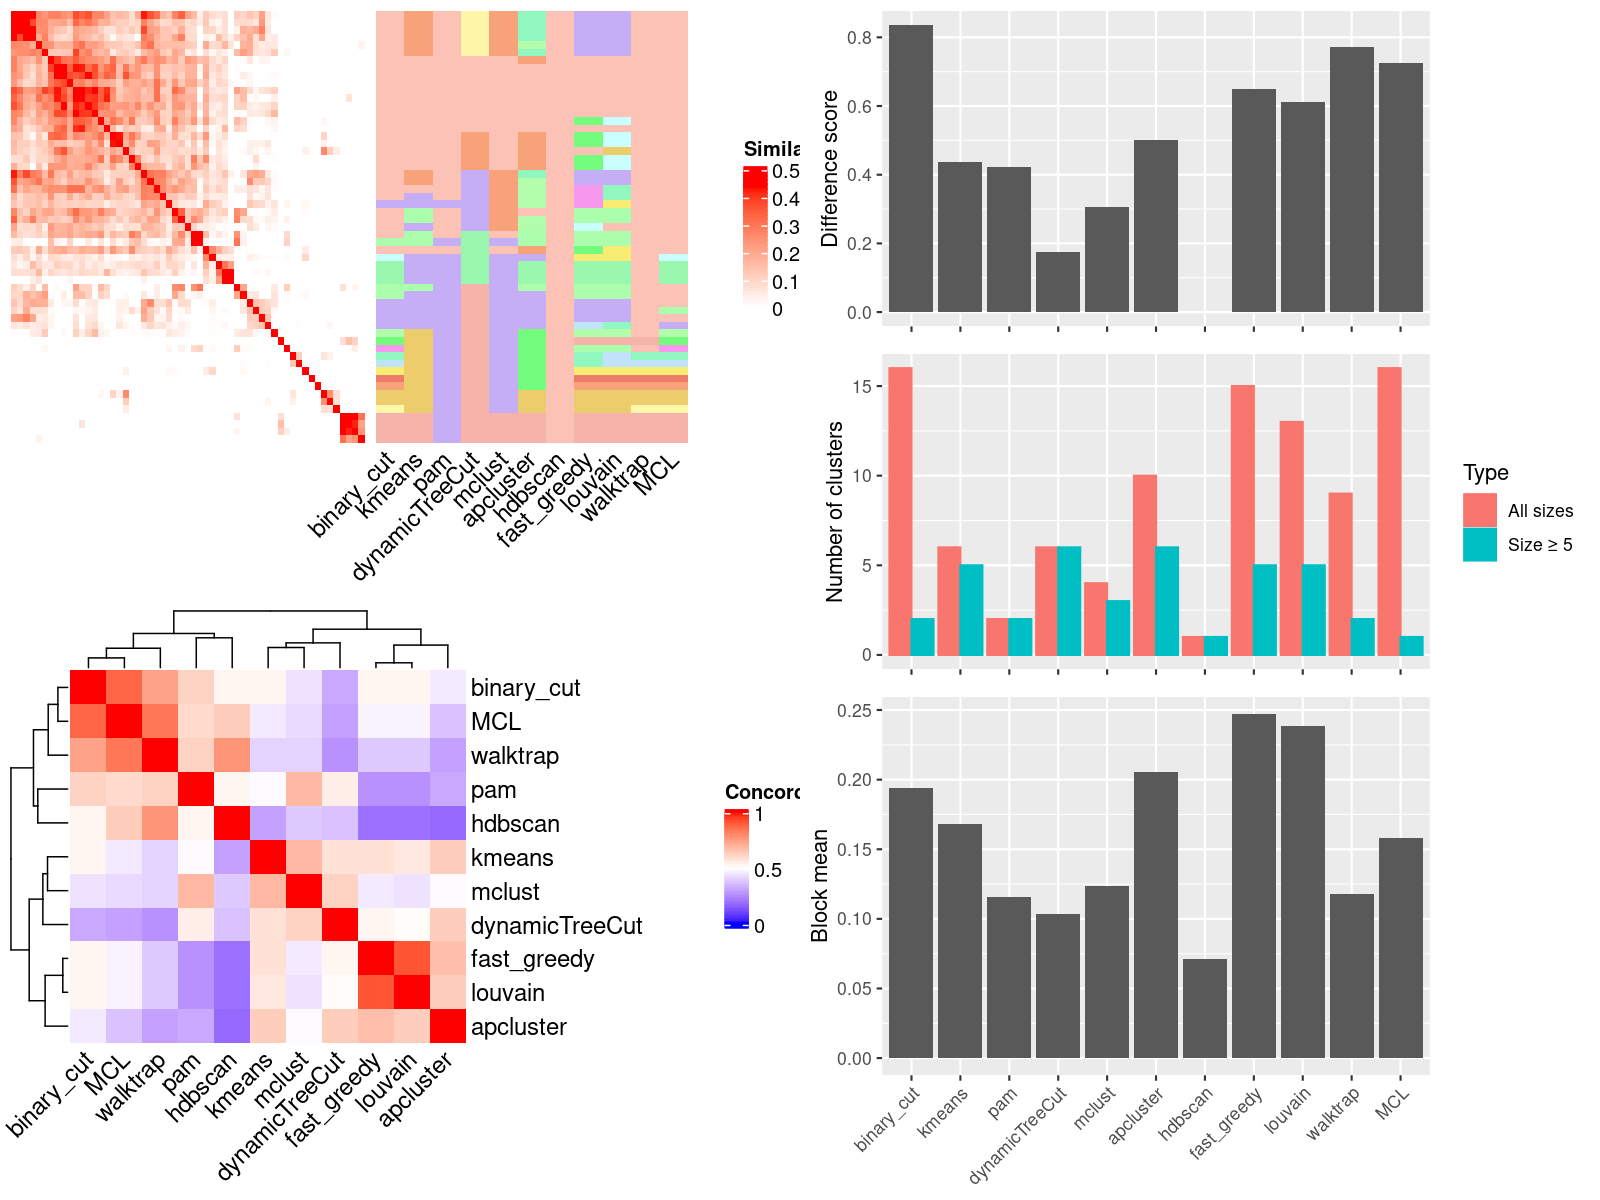 Simila
0.5
0.4
0.3
0.2
0.1
0
binary_cut
kmeans
pam
dynamicTreeCut
mclust
apcluster
hdbscan
fast_greedy
louvain
walktrap
MCL
binary_cut
MCL
walktrap
pam
hdbscan
kmeans
mclust
dynamicTreeCut
fast_greedy
louvain
apcluster
binary_cut
MCL
walktrap
pam
hdbscan
kmeans
mclust
dynamicTreeCut
fast_greedy
louvain
apcluster
Concord
1
0.5
0
Difference score
0.8
0.6
0.4
0.2
0.0
Number of clusters
15
10
5
0
Type
All sizes
Size ≥ 5
Block mean
0.25
0.20
0.15
0.10
0.05
0.00
binary_cut
kmeans
pam
dynamicTreeCut
mclust
apcluster
hdbscan
fast_greedy
louvain
walktrap
MCL